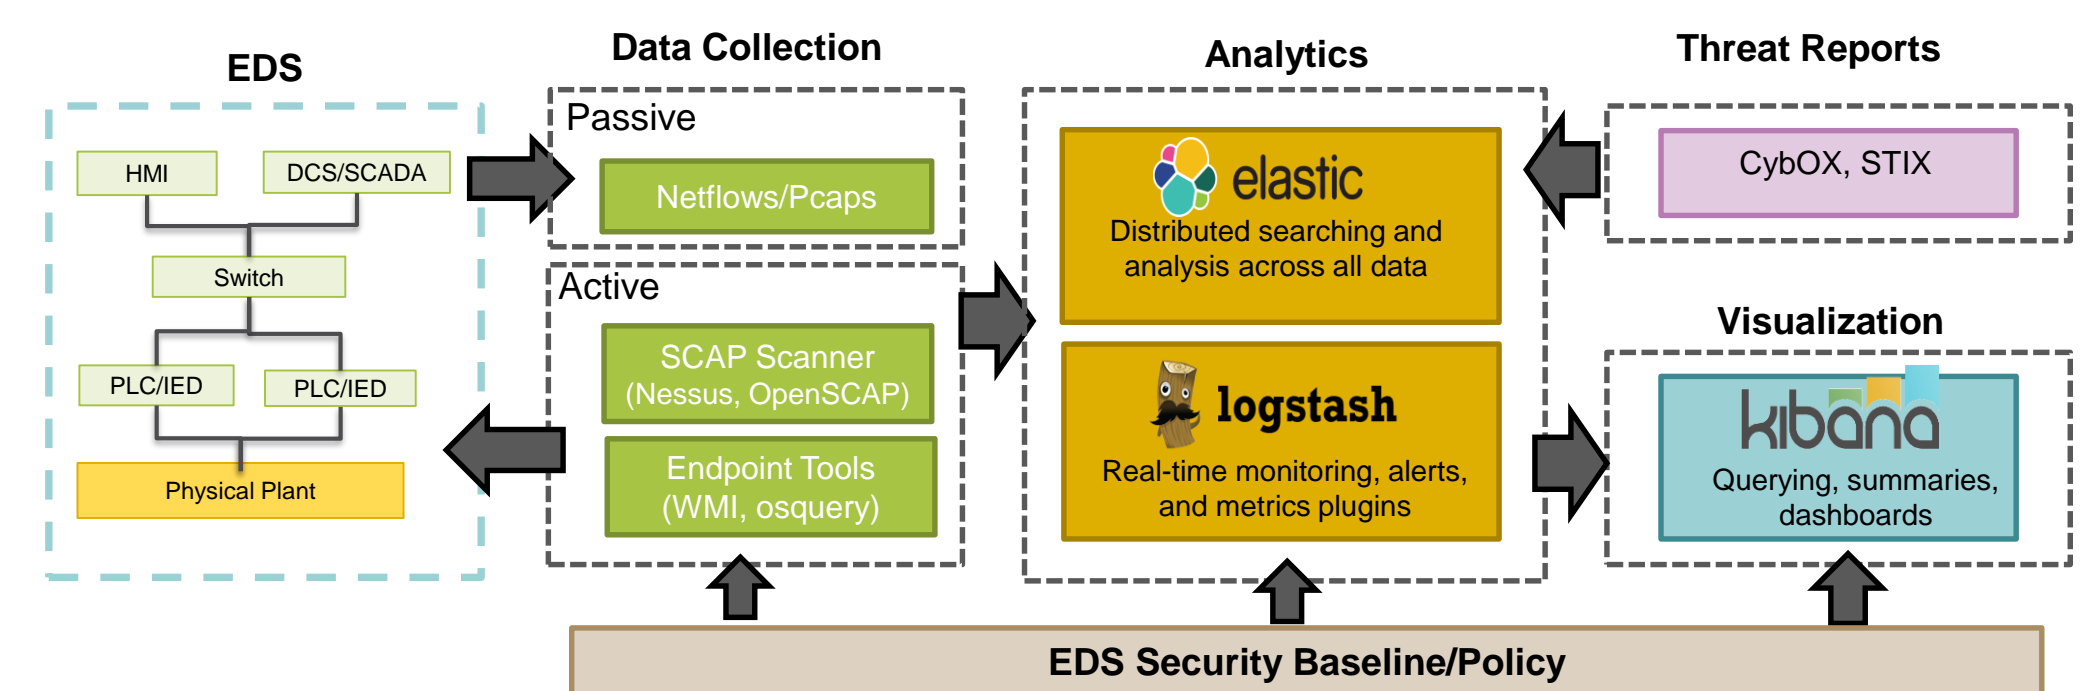 EDS
HMI
DCS/SCADA
Switch
PLC/IED
PLC/IED
Physical Plant
Data Collection
Passive
Netflows/Pcaps
Active
SCAP Scanner
(Nessus, OpenSCAP)
Endpoint Tools
(WMI, osquery)
Analytics
elastic
Distributed searching and
analysis across all data
logstash
Real-time monitoring, alerts,
and metrics plugins
Threat Reports
CybOX, STIX
Visualization
kibana
Querying, summaries,
dashboards
EDS Security Baseline/Policy